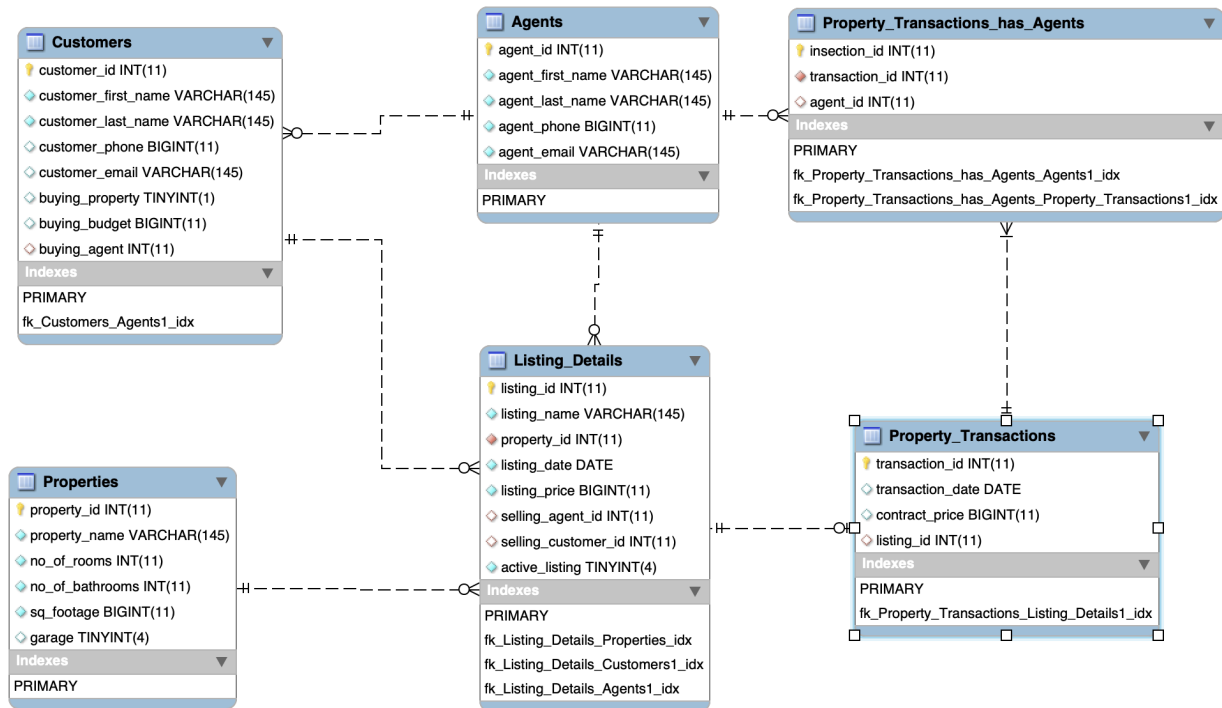 Customers
customer_id INT(11)
customer_first_name VARCHAR(145)
customer_last_name VARCHAR(145)
customer_phone BIGINT(11)
customer_email VARCHAR(145)
buying_property TINYINT(1)
buying_budget BIGINT(11)
buying_agent INT(11)
Indexes
PRIMARY
fk_Customers_Agents1_idx
Agents
agent_id INT(11)
agent_first_name VARCHAR(145)
agent_last_name VARCHAR(145)
agent_phone BIGINT(11)
agent_email VARCHAR(145)
Indexes
PRIMARY
Property_Transactions_has_Agents
insection_id INT(11)
transaction_id INT(11)
agent_id INT(11)
Indexes
PRIMARY
fk_Property_Transactions_has_Agents_Agents1_idx
fk_Property_Transactions_has_Agents_Property_Transactions1_idx
Properties
property_id INT(11)
property_name VARCHAR(145)
no_of_rooms INT(11)
no_of_bathrooms INT(11)
sq_footage BIGINT(11)
garage TINYINT(4)
Indexes
PRIMARY
Listing_Details
listing_id INT(11)
listing_name VARCHAR(145)
property_id INT(11)
listing_date DATE
listing_price BIGINT(11)
selling_agent_id INT(11)
selling_customer_id INT(11)
active_listing TINYINT(4)
Indexes
PRIMARY
fk_Listing_Details_Properties_idx
fk_Listing_Details_Customers1_idx
fk_Listing_Details_Agents1_idx
Property_Transactions
transaction_id INT(11)
transaction_date DATE
contract_price BIGINT(11)
listing_id INT(11)
Indexes
PRIMARY
fk_Property_Transactions_Listing_Details1_idx